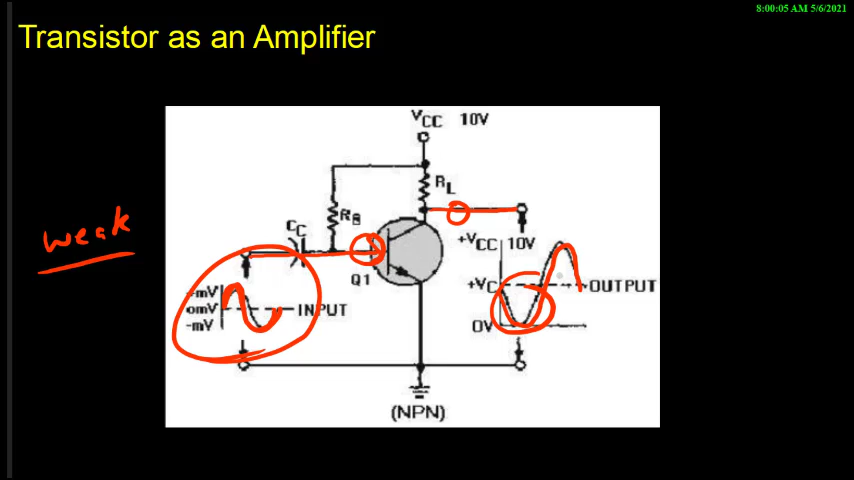 8:00:05 AM 5/6/2021
Transistor as an Amplifier
VCC 10V
RL
RB
CC
weak
Q1
+VCC 10V
+VC
OUTPUT
0V
+mV
0mV
-mV
INPUT
(NPN)